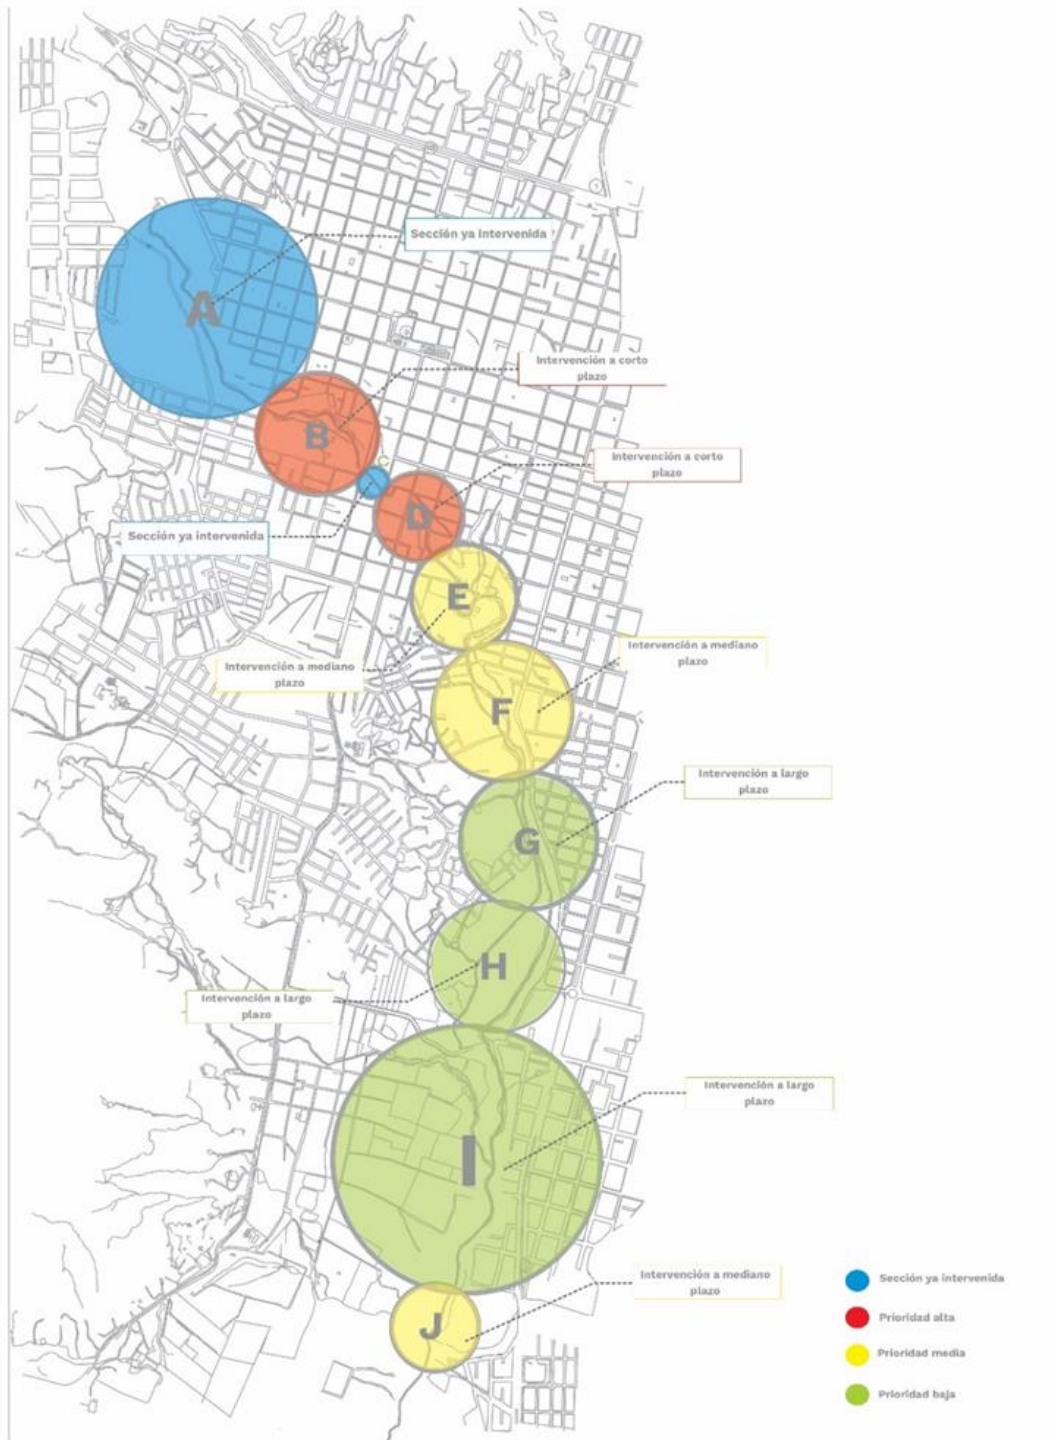 Sección ya intervenida
A
Intervención a corto
plazo
B
Intervención a corto
plazo
C
D
Sección ya intervenida
E
Intervención a mediano
plazo
Intervención a mediano
plazo
F
Intervención a largo
plazo
G
H
Intervención a largo
plazo
Intervención a largo
plazo
I
Intervención a mediano
plazo
J
Sección ya intervenida
Prioridad alta
Prioridad media
Prioridad baja